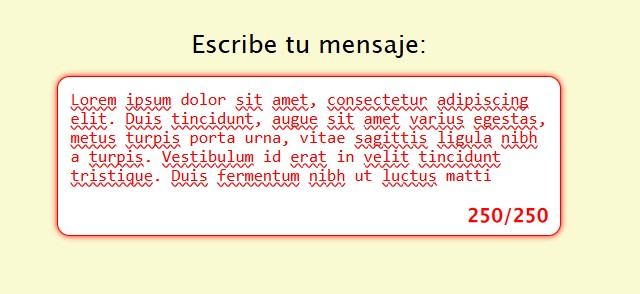 Escribe tu mensaje:
Lorem ipsum dolor sit amet, consectetur adipiscing
elit. Duis tincidunt, augue sit amet varius egestas,
metus turpis porta urna, vitae sagittis ligula nibh
a turpis. Vestibulum id erat in velit tincidunt
tristique. Duis fermentum nibh ut luctus matti
250/250